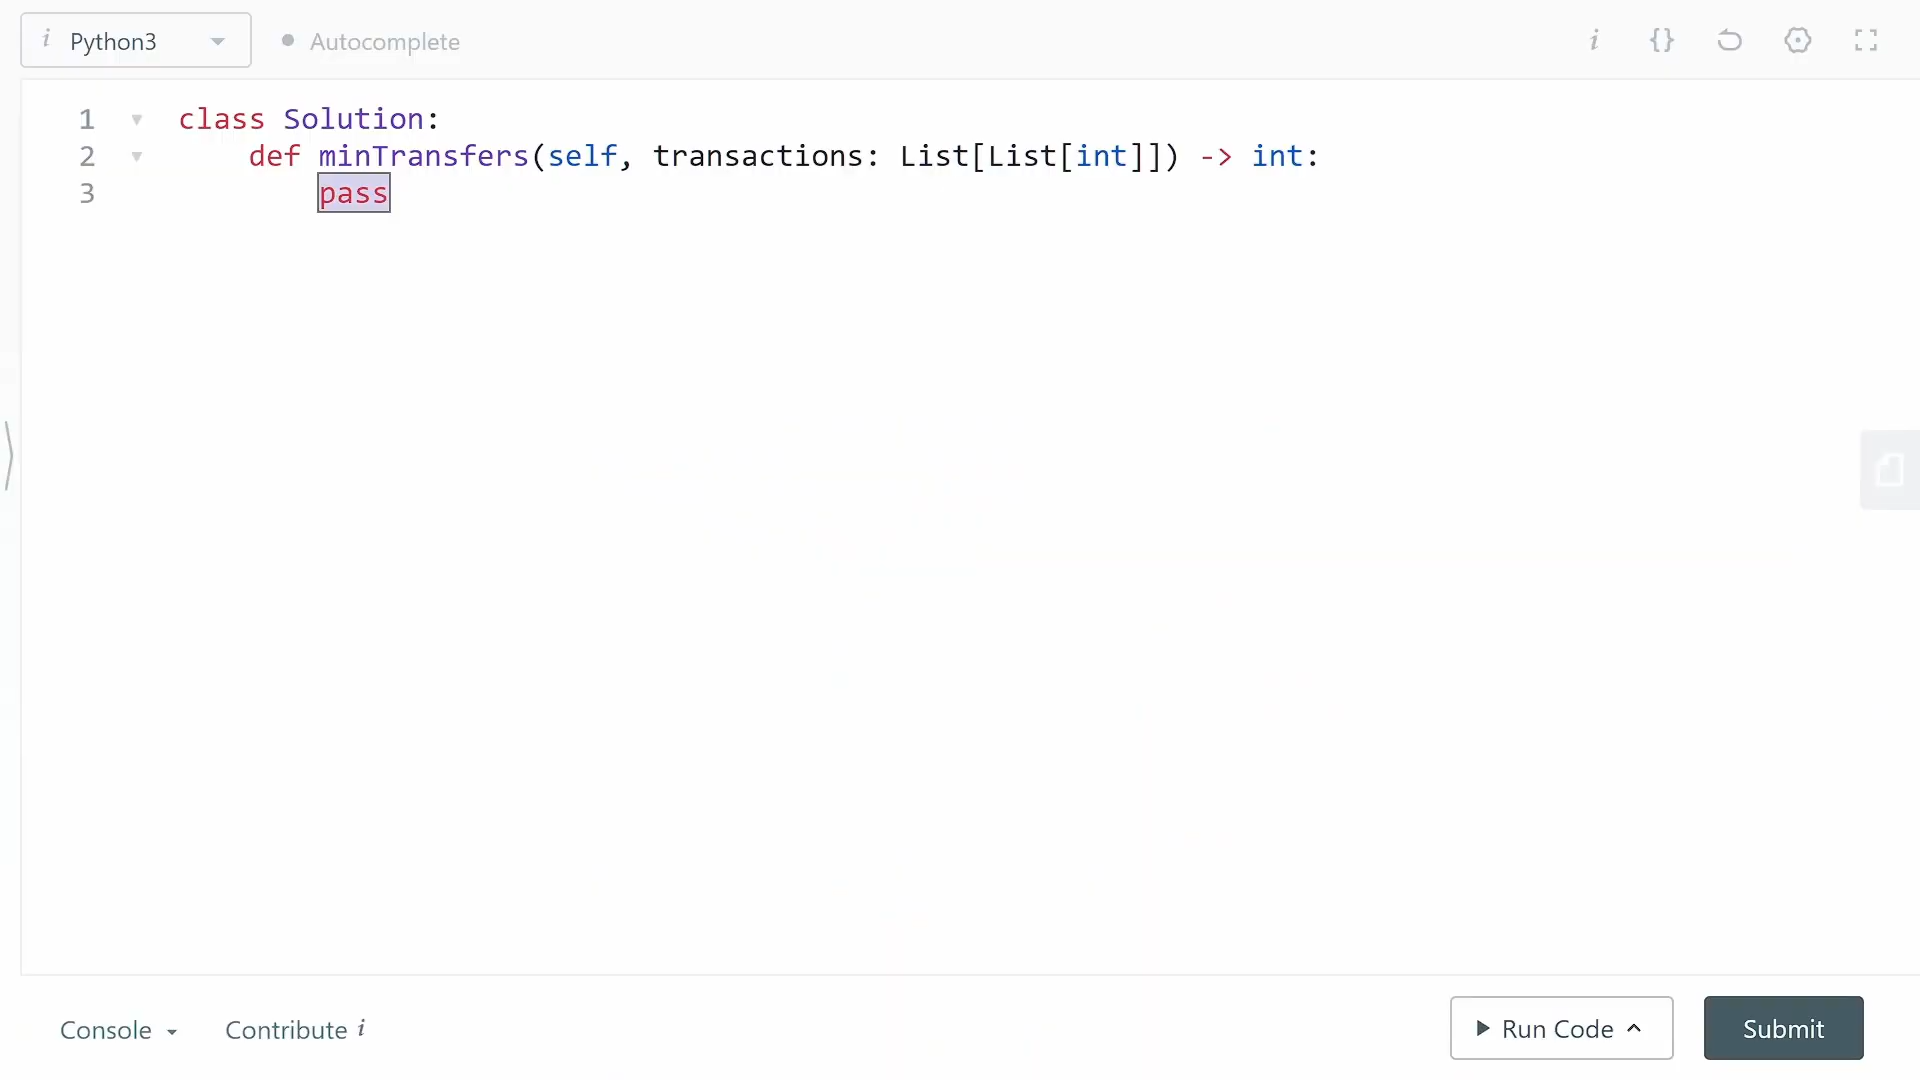 i Python3 Autocomplete i {}
1 class Solution:
2 def minTransfers(self, transactions: List[List[int]]) -> int:
3 pass
Console Contribute i Run Code Submit